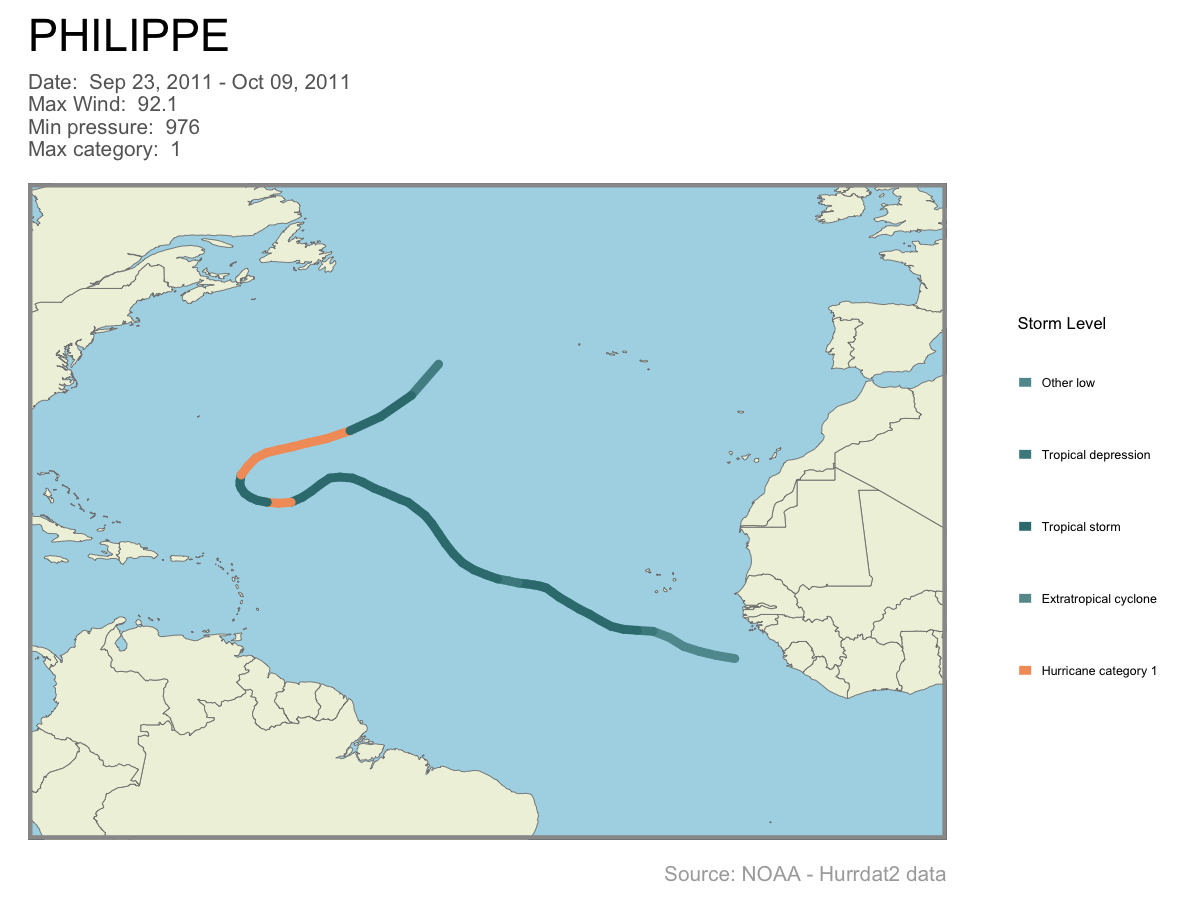 PHILIPPE
Date:  Sep 23, 2011 - Oct 09, 2011
Max Wind:  92.1
Min pressure:  976
Max category:  1
Storm Level
Other low
Tropical depression
Tropical storm
Extratropical cyclone
Hurricane category 1
Source: NOAA - Hurrdat2 data